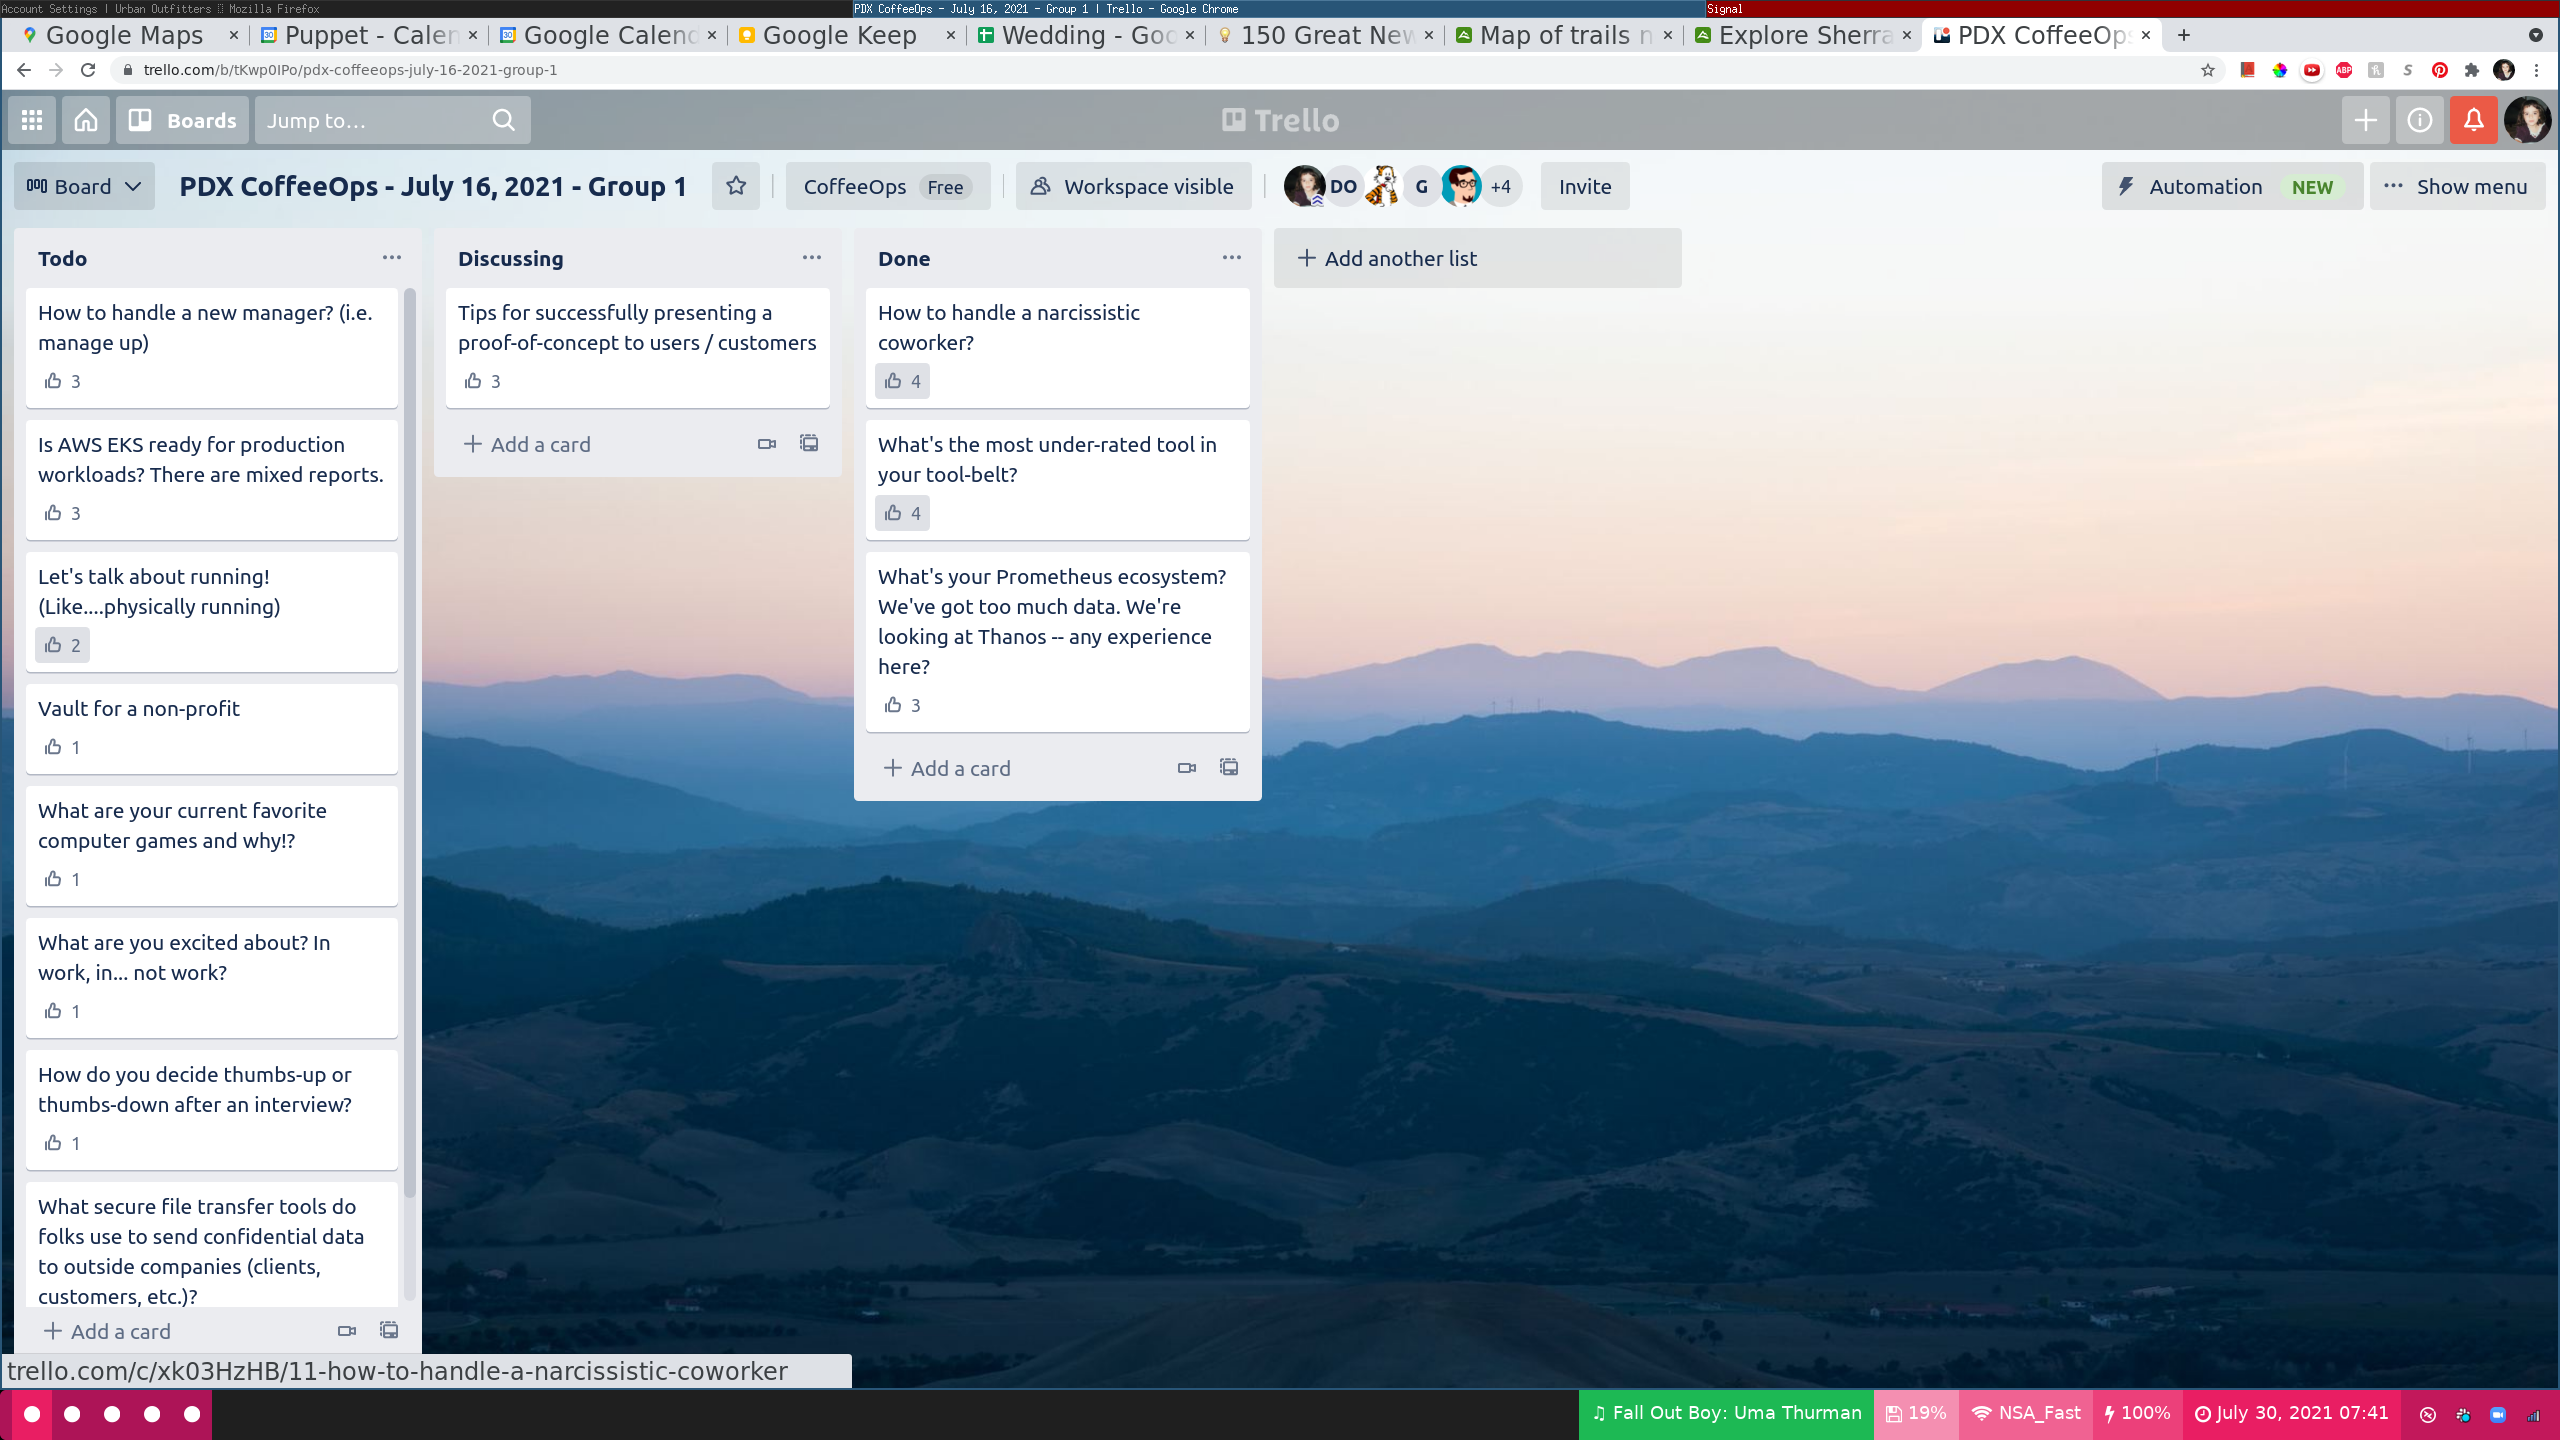 Account Settings | Urban Outfitters Mozilla Firefox
PDX CoffeeOps - July 16, 2021 - Group 1 | Trello - Google Chrome
Signal
Google Maps
Puppet - Calen
Google Calend
Google Keep
Wedding - Goo
150 Great New
Map of trails n
Explore Sherra
PDX CoffeeOps
trello.com/b/tKwp0IPo/pdx-coffeeops-july-16-2021-group-1
ABP
Boards
Jump to...
Trello
Board
PDX CoffeeOps - July 16, 2021 - Group 1
CoffeeOps Free
Workspace visible
DO
G
+4
Invite
Automation NEW
Show menu
Todo
How to handle a new manager? (i.e.
manage up)
3
Is AWS EKS ready for production
workloads? There are mixed reports.
3
Let's talk about running!
(Like....physically running)
2
Vault for a non-profit
1
What are your current favorite
computer games and why!?
1
What are you excited about? In
work, in... not work?
1
How do you decide thumbs-up or
thumbs-down after an interview?
1
What secure file transfer tools do
folks use to send confidential data
to outside companies (clients,
customers, etc.)?
+ Add a card
Discussing
Tips for successfully presenting a
proof-of-concept to users / customers
3
+ Add a card
Done
How to handle a narcissistic
coworker?
4
What's the most under-rated tool in
your tool-belt?
4
What's your Prometheus ecosystem?
We've got too much data. We're
looking at Thanos -- any experience
here?
3
+ Add a card
+ Add another list
trello.com/c/xk03HzHB/11-how-to-handle-a-narcissistic-coworker
♫ Fall Out Boy: Uma Thurman
19%
NSA_Fast
100%
July 30, 2021 07:41